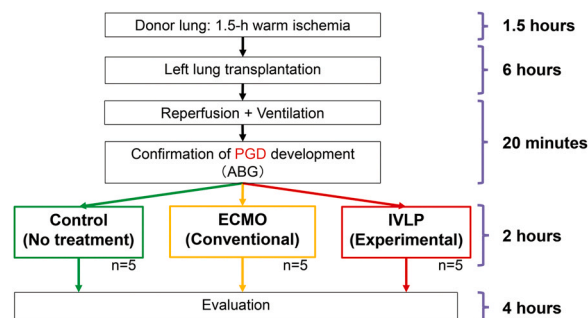 Donor lung: 1.5-h warm ischemia
1.5 hours
Left lung transplantation
6 hours
Reperfusion + Ventilation
20 minutes
Confirmation of PGD development
(ABG)
Control
(No treatment)
ECMO
(Conventional)
IVLP
(Experimental)
2 hours
n=5
n=5
n=5
Evaluation
4 hours